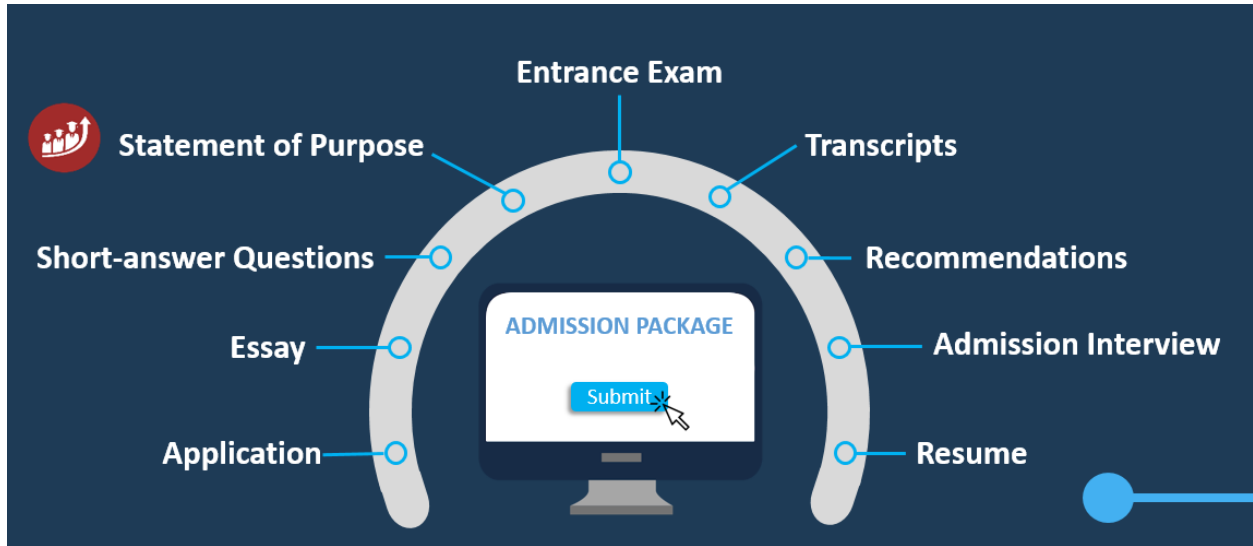 Entrance Exam
Statement of Purpose
Transcripts
Short-answer Questions
Recommendations
ADMISSION PACKAGE
Essay
Admission Interview
Submit
Application
Resume